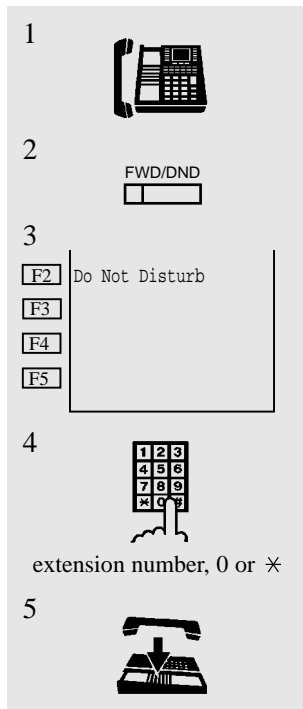 1
2
FWD/DND
3
F2 Do Not Disturb
F3
F4
F5
4
1 2 3
4 5 6
7 8 9
* 0 #
extension number, 0 or *
5